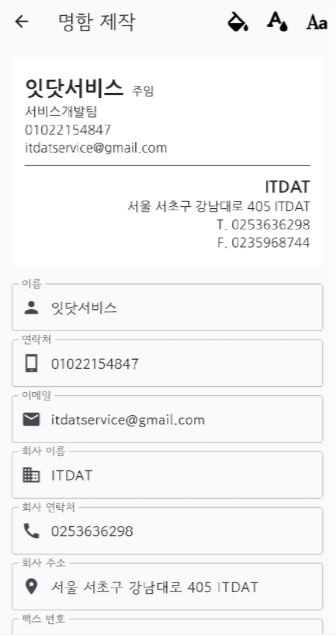 명함 제작
Aa
잇닷서비스 주임
서비스개발팀
01022154847
itdatservice@gmail.com
ITDAT
서울 서초구 강남대로 405 ITDAT
T. 0253636298
F. 0235968744
이름
잇닷서비스
연락처
01022154847
이메일
itdatservice@gmail.com
회사 이름
ITDAT
회사 연락처
0253636298
회사 주소
서울 서초구 강남대로 405 ITDAT
팩스 번호